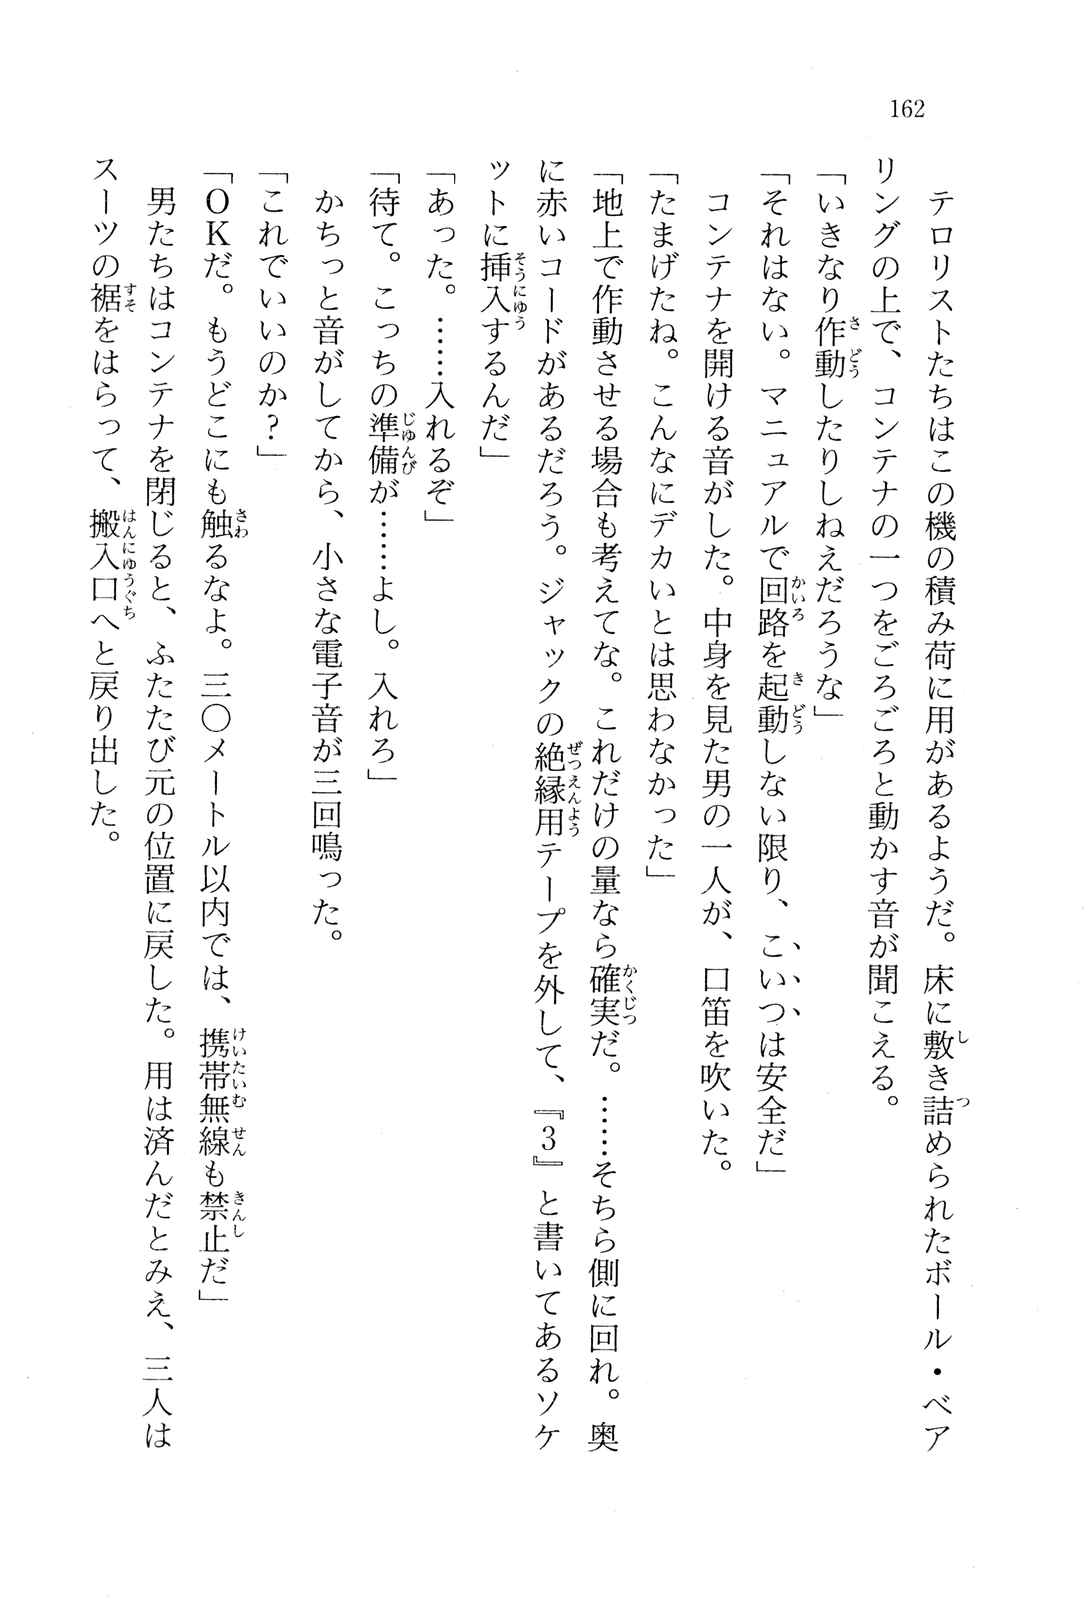 162
　テロリストたちはこの機の積み荷に用があるようだ。床に敷き詰められたボール・ベア
リングの上で、コンテナの一つをごろごろと動かす音が聞こえる。
「いきなり作動したりしねえだろうな」
「それはない。マニュアルで回路を起動しない限り、こいつは安全だ」
　コンテナを開ける音がした。中身を見た男の一人が、口笛を吹いた。
「たまげたね。こんなにデカいとは思わなかった」
「地上で作動させる場合も考えてな。これだけの量なら確実だ。……そちら側に回れ。奥
に赤いコードがあるだろう。ジャックの絶縁用テープを外して、『３』と書いてあるソケ
ットに挿入するんだ」
「あった。……入れるぞ」
「待て。こっちの準備が……よし。入れろ」
　かちっと音がしてから、小さな電子音が三回鳴った。
「これでいいのか？」
「ＯＫだ。もうどこにも触るなよ。三〇メートル以内では、携帯無線も禁止だ」
　男たちはコンテナを閉じると、ふたたび元の位置に戻した。用は済んだとみえ、三人は
スーツの裾をはらって、搬入口へと戻り出した。